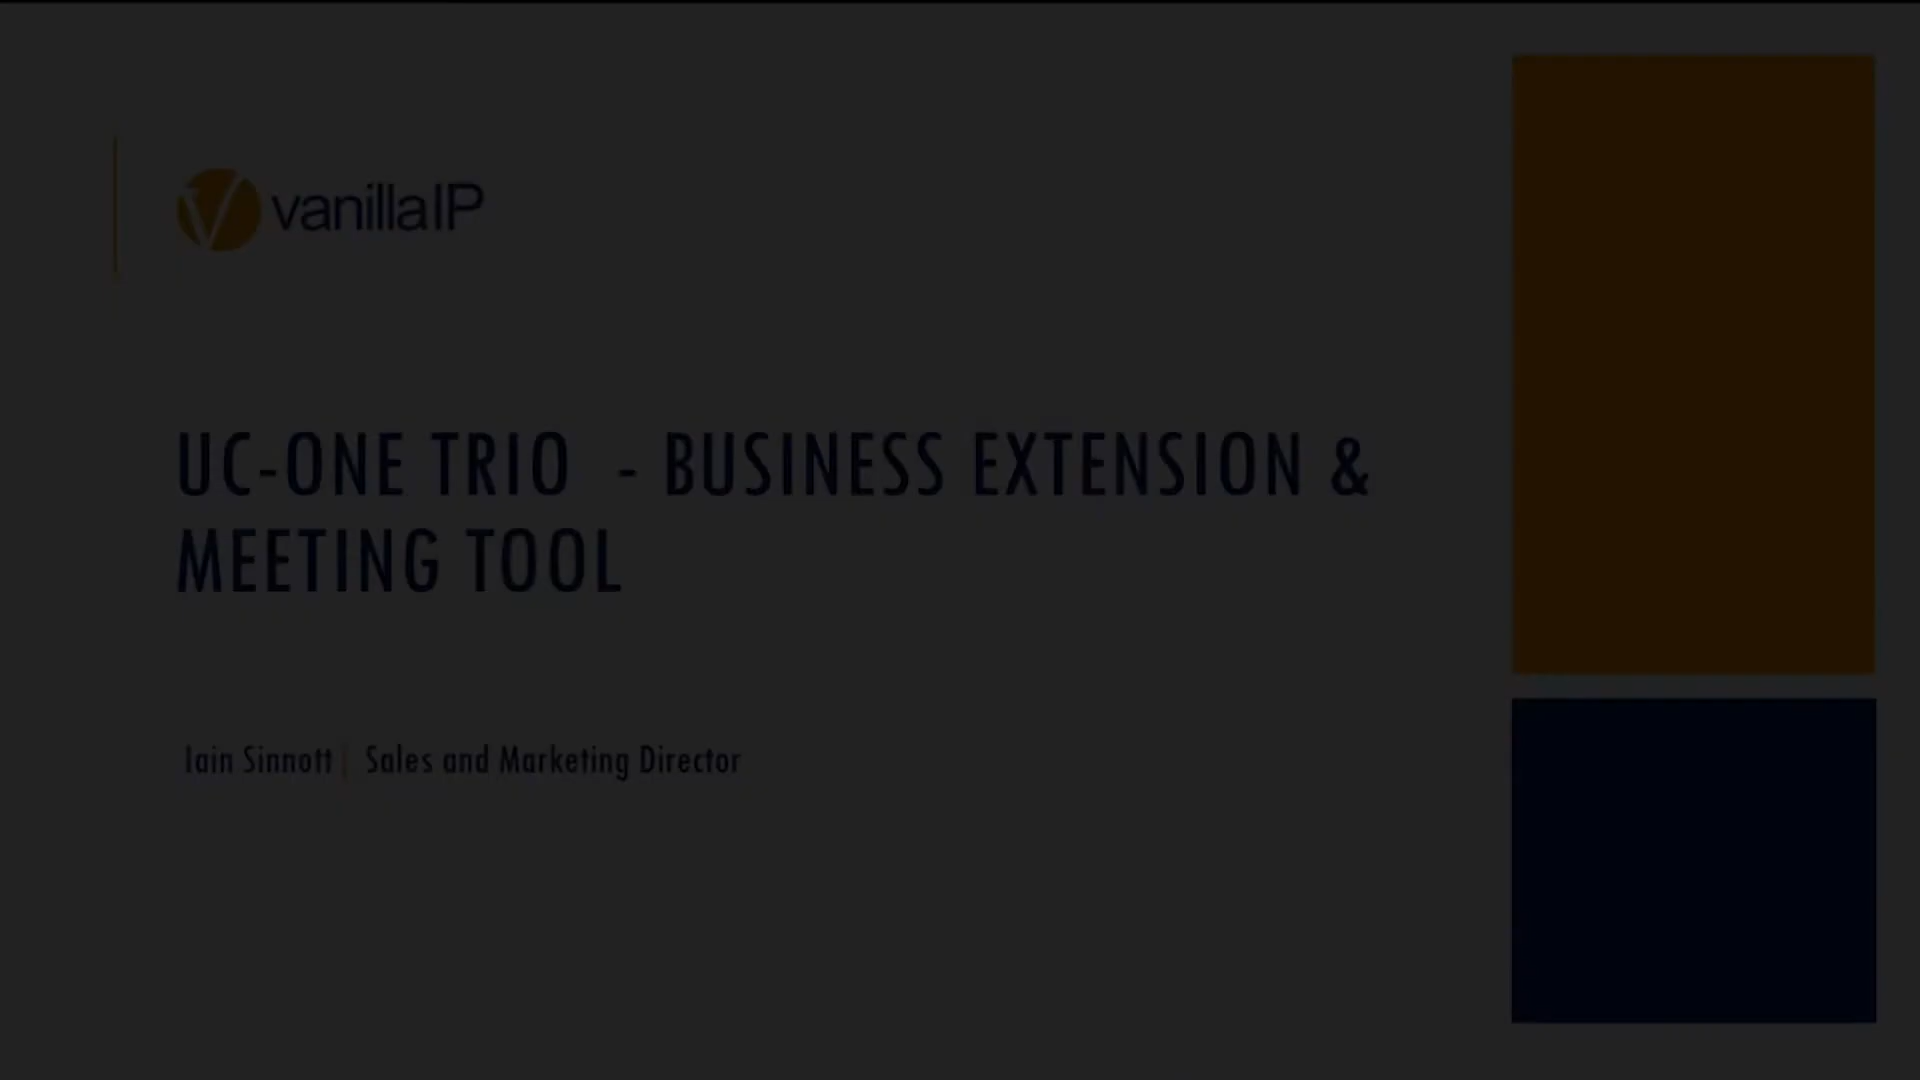 vanillaIP
UC-ONE TRIO - BUSINESS EXTENSION &
MEETING TOOL
Iain Sinnott | Sales and Marketing Director